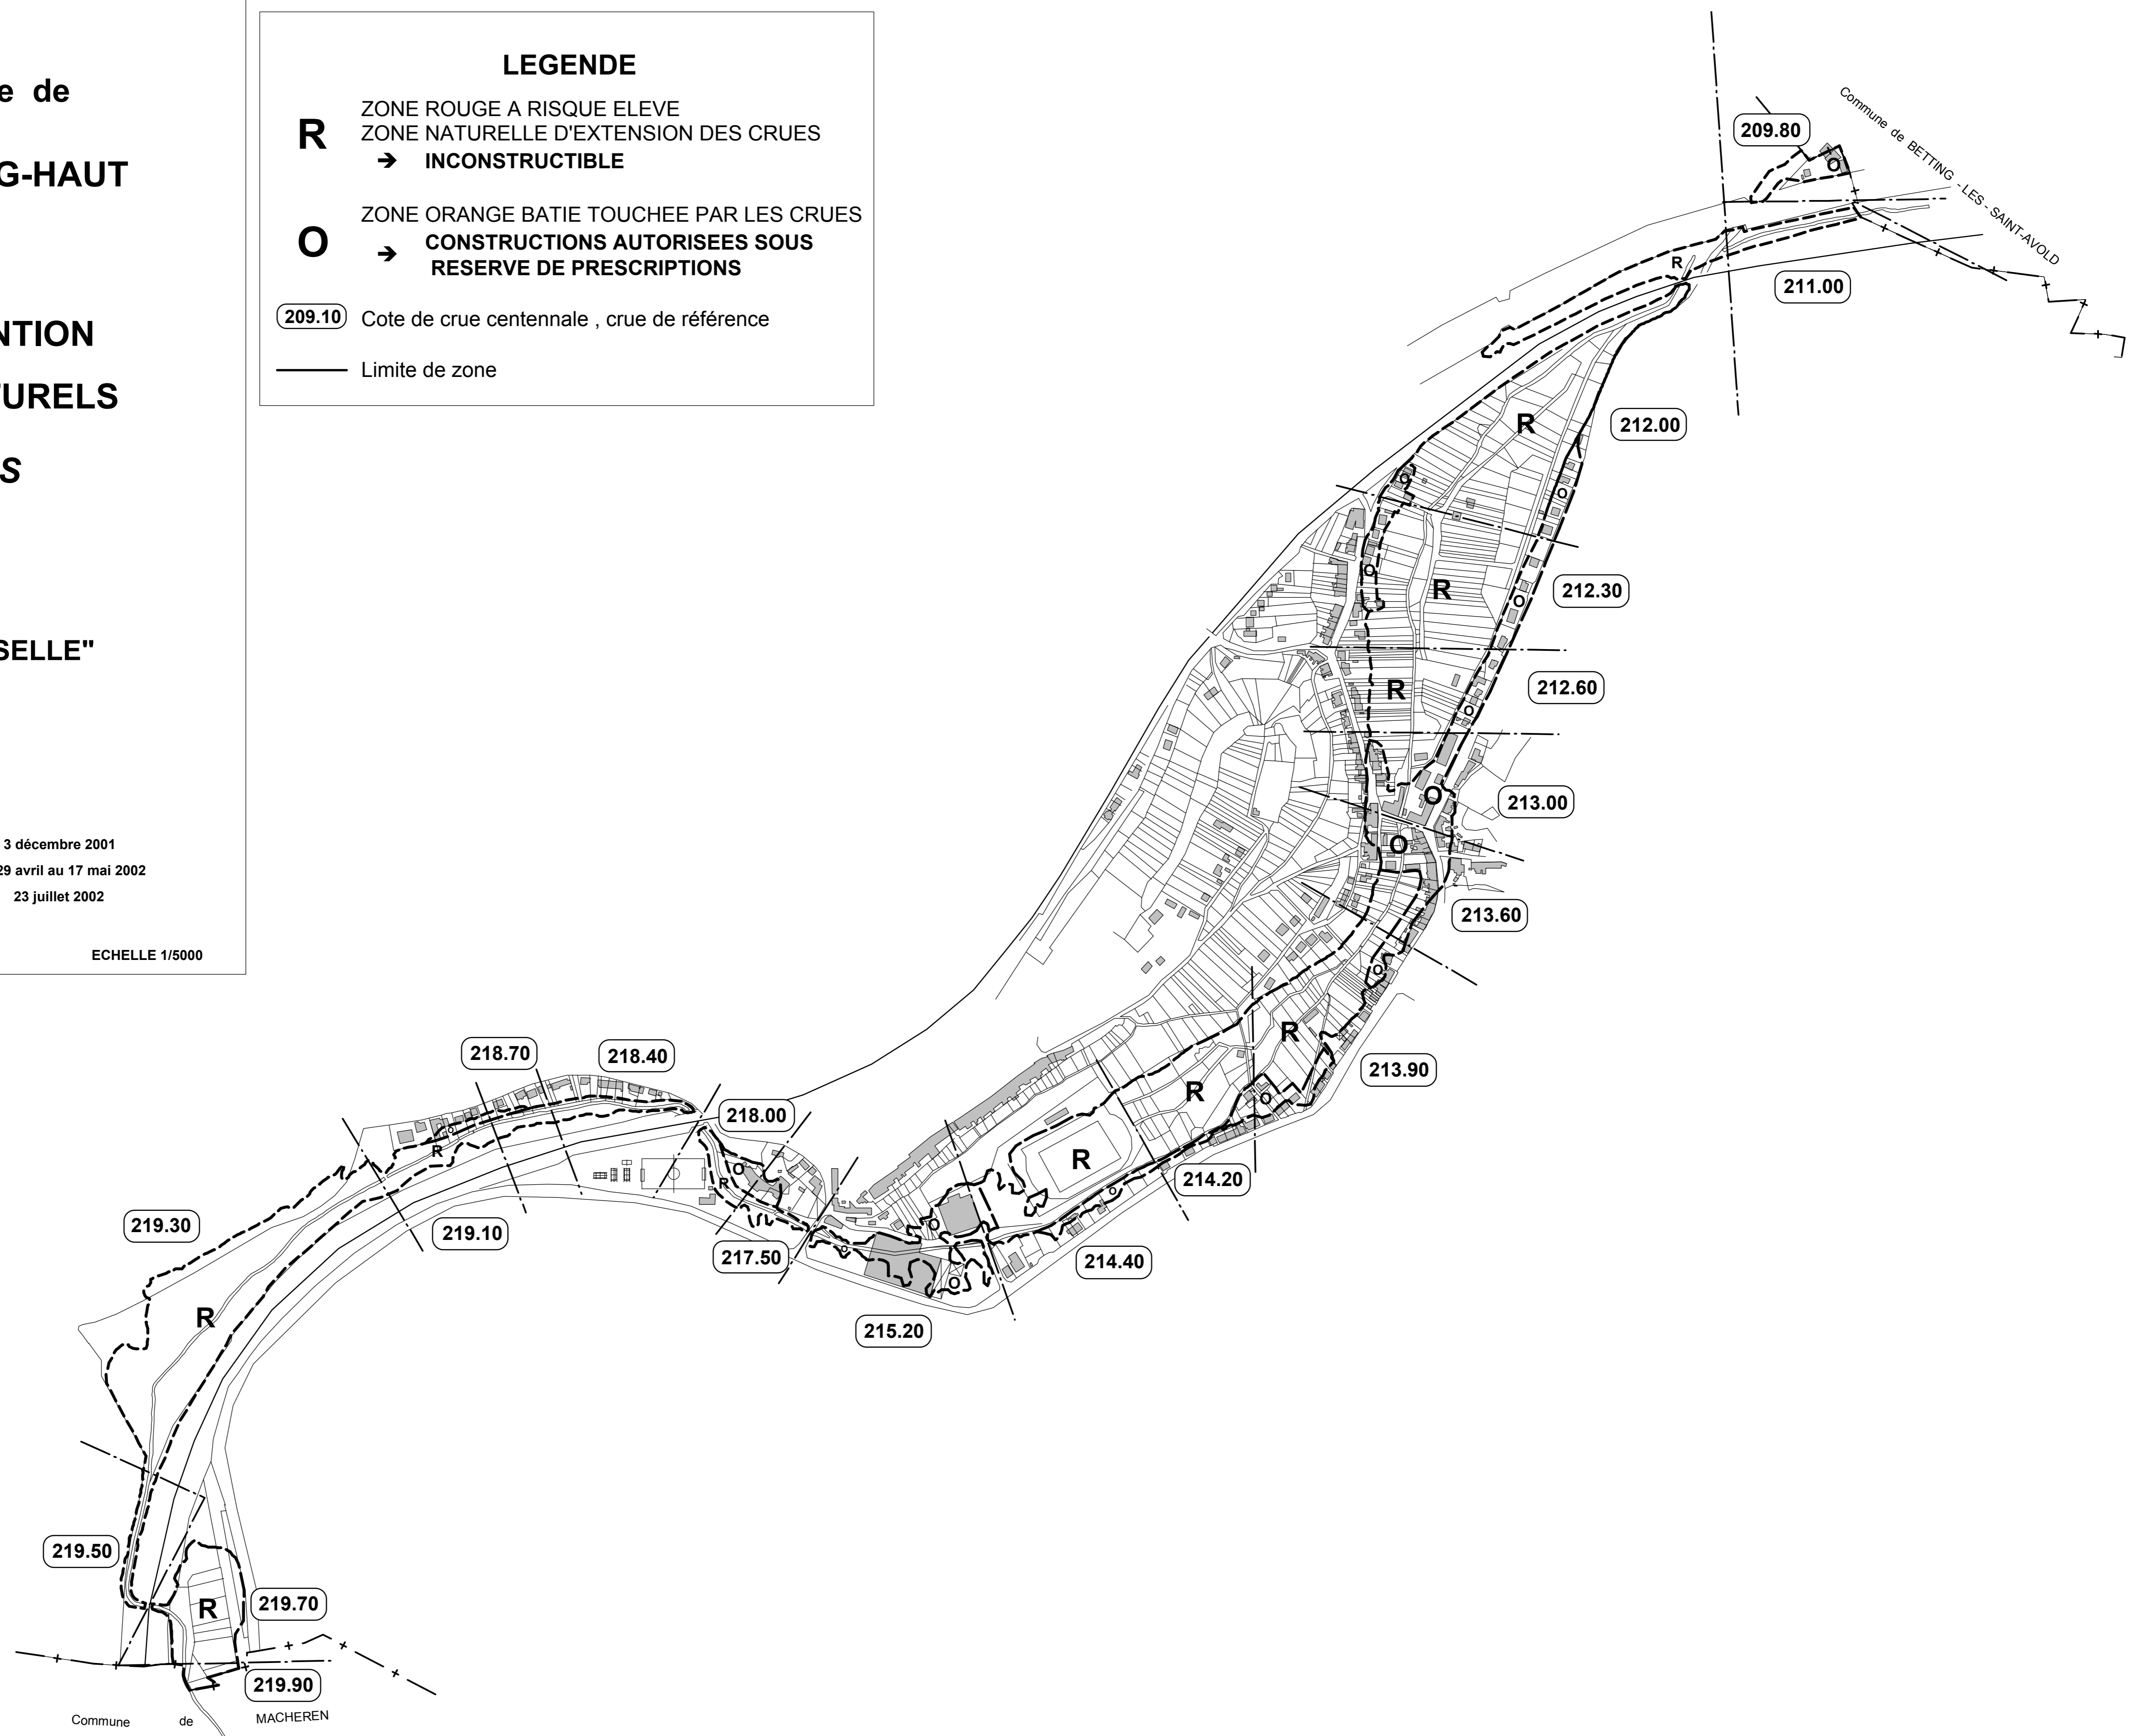 e de
G-HAUT
NTION
TURELS
S
SELLE"
3 décembre 2001
29 avril au 17 mai 2002
23 juillet 2002
ECHELLE 1/5000
LEGENDE
R
ZONE ROUGE A RISQUE ELEVE
ZONE NATURELLE D'EXTENSION DES CRUES
➔ INCONSTRUCTIBLE
O
ZONE ORANGE BATIE TOUCHEE PAR LES CRUES
➔ CONSTRUCTIONS AUTORISEES SOUS
RESERVE DE PRESCRIPTIONS
209.10 Cote de crue centennale , crue de référence
Limite de zone
Commune de BETTING - LES - SAINT-AVOLD
209.80
O
R
211.00
R
212.00
O
O
O
R
212.30
O
212.60
R
O
213.00
O
O
213.60
O
R
213.90
R
O
R
214.20
O
214.40
O
O
O
215.20
218.70
218.40
218.00
O
R
217.50
O
R
219.10
219.30
R
219.50
R
219.70
219.90
Commune de MACHEREN